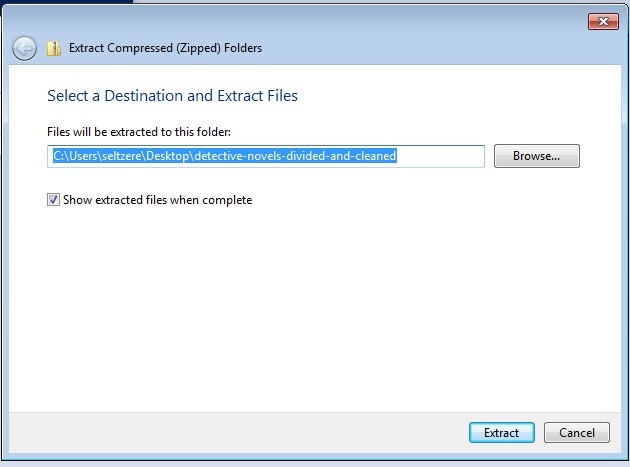 Extract Compressed (Zipped) Folders
Select a Destination and Extract Files
Files will be extracted to this folder:
C:\Users\seltzere\Desktop\detective-novels-divided-and-cleaned
Browse...
Show extracted files when complete
Extract
Cancel